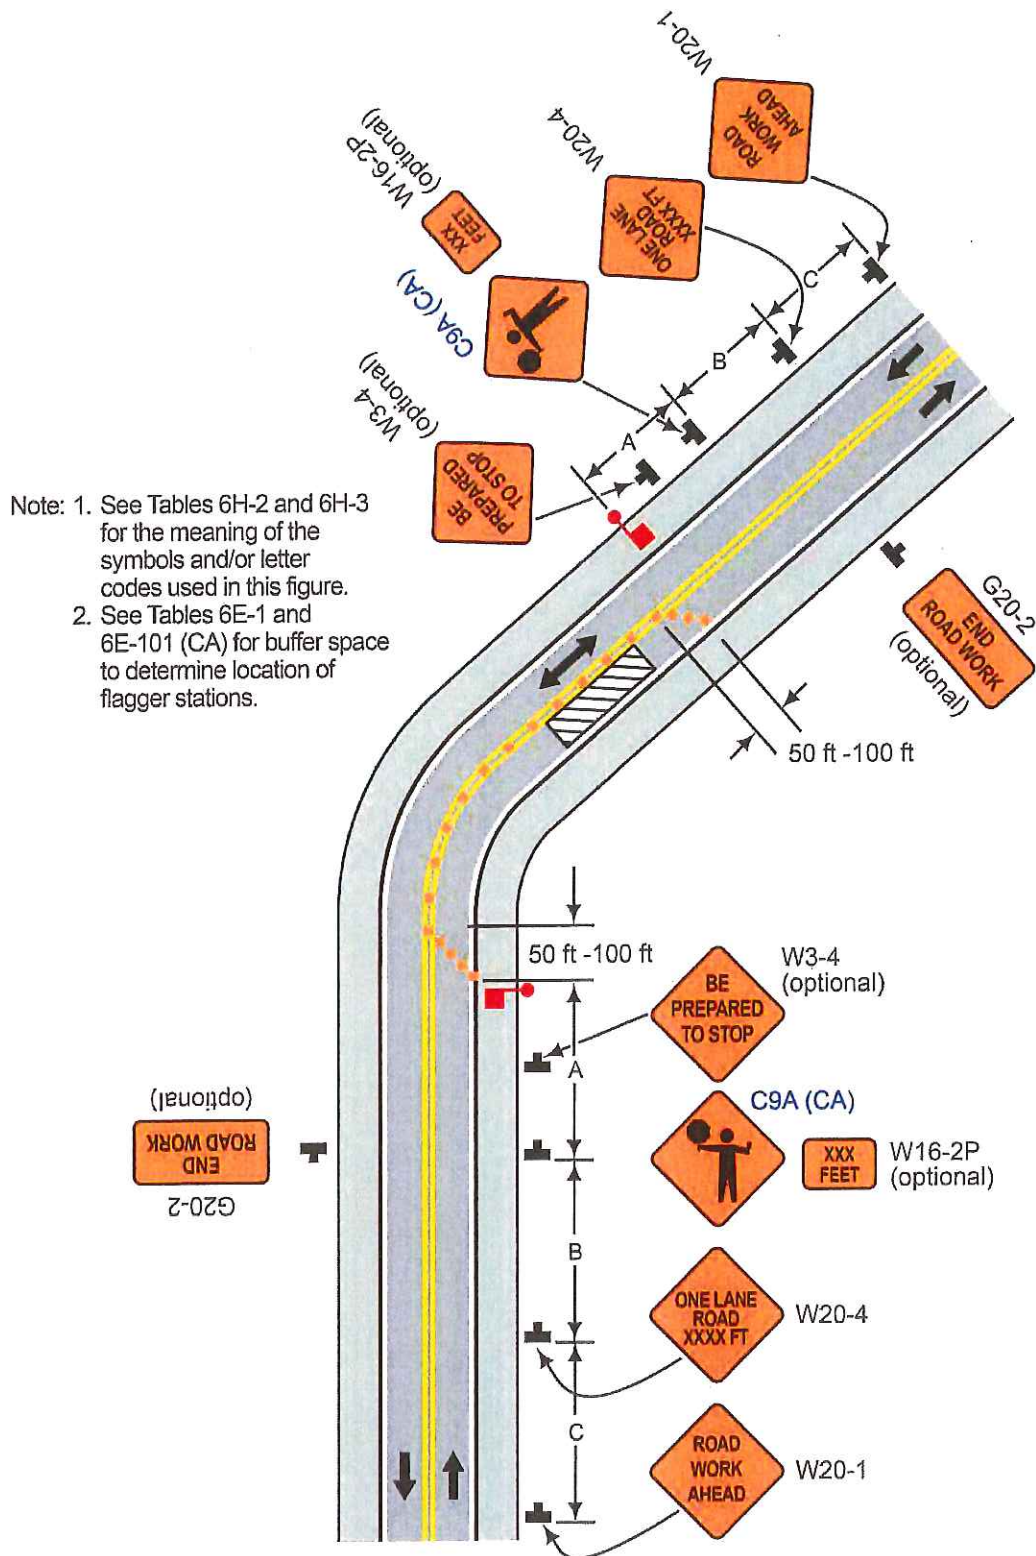 W20-1
ROAD
WORK
AHEAD
W20-4
ONE LANE
ROAD
XXXX FT
W16-2P
(optional)
XXX
FEET
C9A (CA)
W3-4
(optional)
BE
PREPARED
TO STOP
A
B
C
Note: 1. See Tables 6H-2 and 6H-3
for the meaning of the
symbols and/or letter
codes used in this figure.
2. See Tables 6E-1 and
6E-101 (CA) for buffer space
to determine location of
flagger stations.
G20-2
END
ROAD WORK
(optional)
50 ft -100 ft
50 ft -100 ft
BE
PREPARED
TO STOP
W3-4
(optional)
A
C9A (CA)
XXX
FEET
W16-2P
(optional)
G20-2
END
ROAD WORK
(optional)
B
ONE LANE
ROAD
XXXX FT
W20-4
C
ROAD
WORK
AHEAD
W20-1